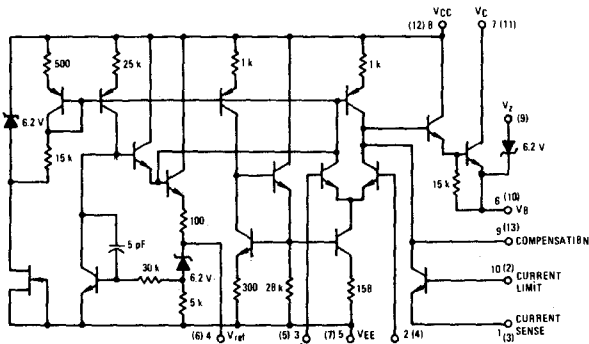 VCC
(12) 8
VC
7 (11)
500
25 k
1 k
1 k
Vz
(9)
6.2 V
6.2 V
15 k
15 k
6 (10)
VB
100
5 pF
9 (13)
COMPENSATION
30 k
6.2 V
300
28 k
158
10 (2)
CURRENT
LIMIT
5 k
(6) 4 Vref
(5) 3
(7) 5 VEE
2 (4)
1
(3)
CURRENT
SENSE